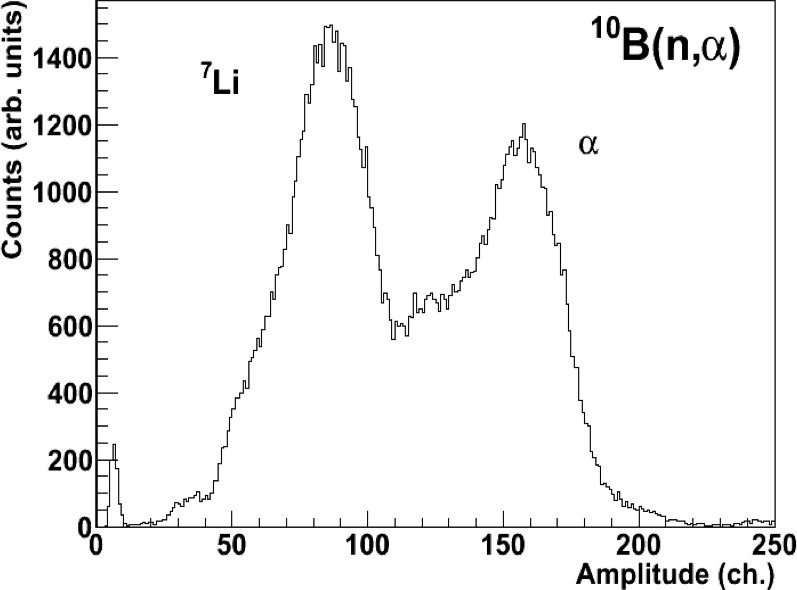 ¹⁰B(n,α)
⁷Li
α
Counts (arb. units)
1400
1200
1000
800
600
400
200
0
0 50 100 150 200 250
Amplitude (ch.)